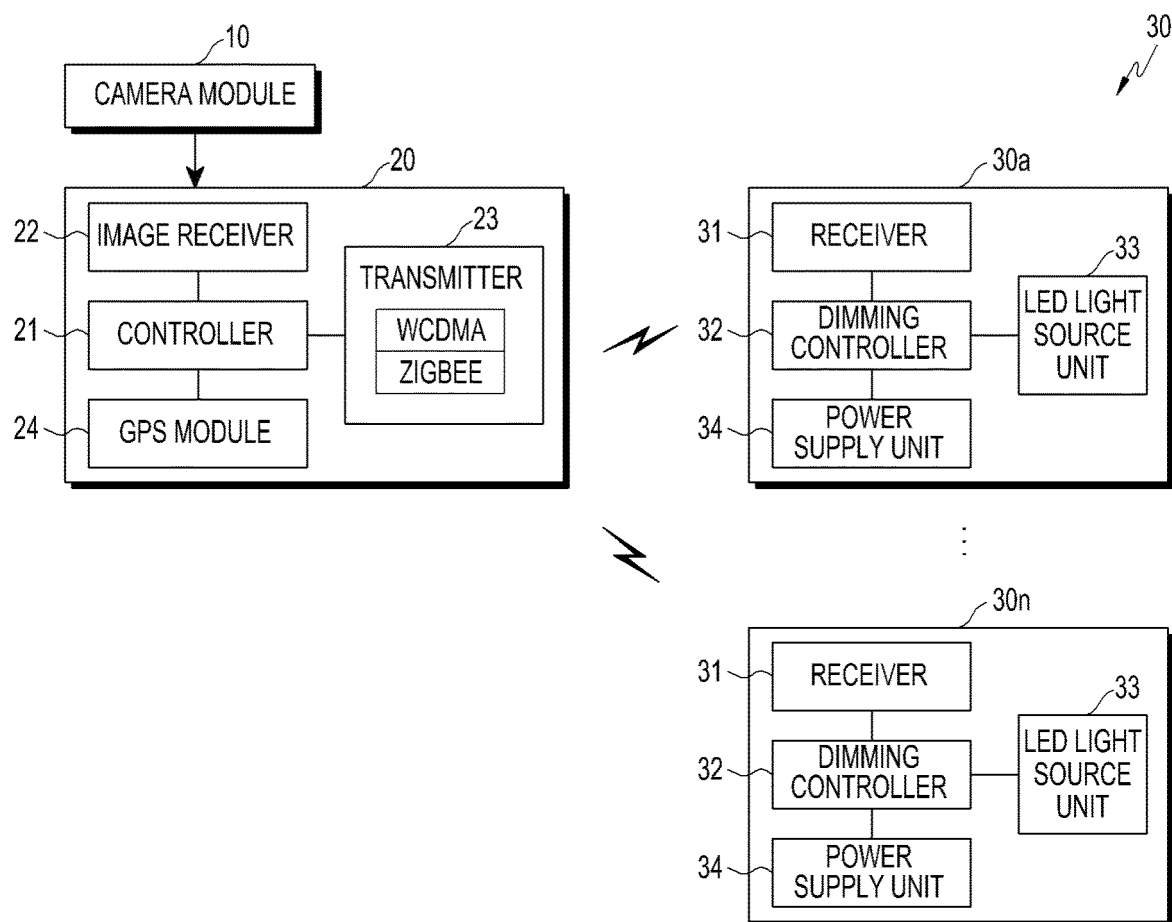 10
CAMERA MODULE
30
20
22
IMAGE RECEIVER
21
CONTROLLER
24
GPS MODULE
23
TRANSMITTER
WCDMA
ZIGBEE
30a
31
RECEIVER
32
DIMMING
CONTROLLER
34
POWER
SUPPLY UNIT
33
LED LIGHT
SOURCE
UNIT
30n
31
RECEIVER
32
DIMMING
CONTROLLER
34
POWER
SUPPLY UNIT
33
LED LIGHT
SOURCE
UNIT